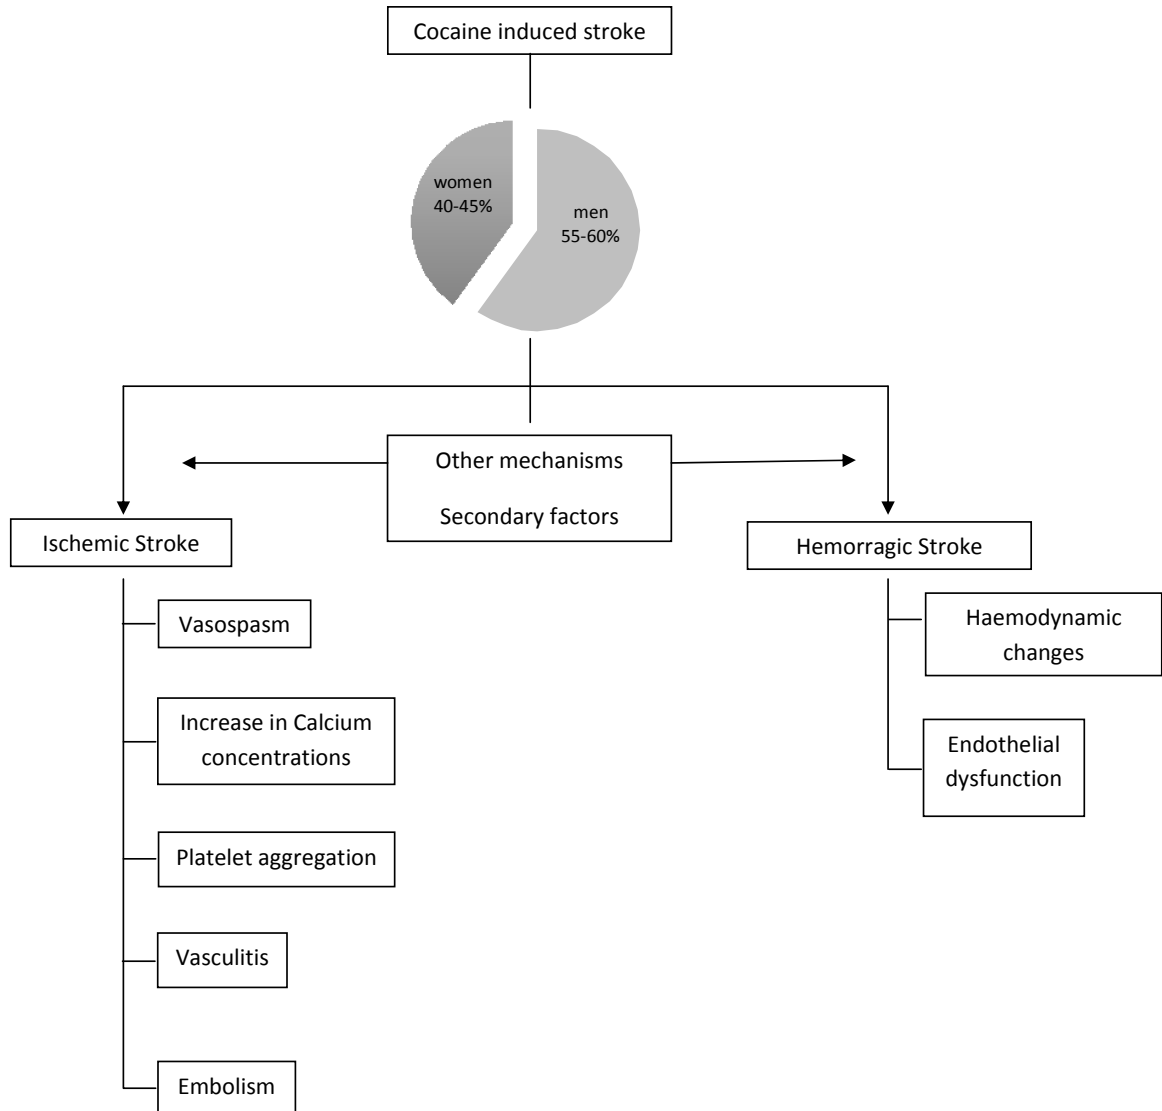 Cocaine induced stroke
women
40-45%
men
55-60%
Other mechanisms
Secondary factors
Ischemic Stroke
Hemorragic Stroke
Vasospasm
Haemodynamic
changes
Increase in Calcium
concentrations
Endothelial
dysfunction
Platelet aggregation
Vasculitis
Embolism